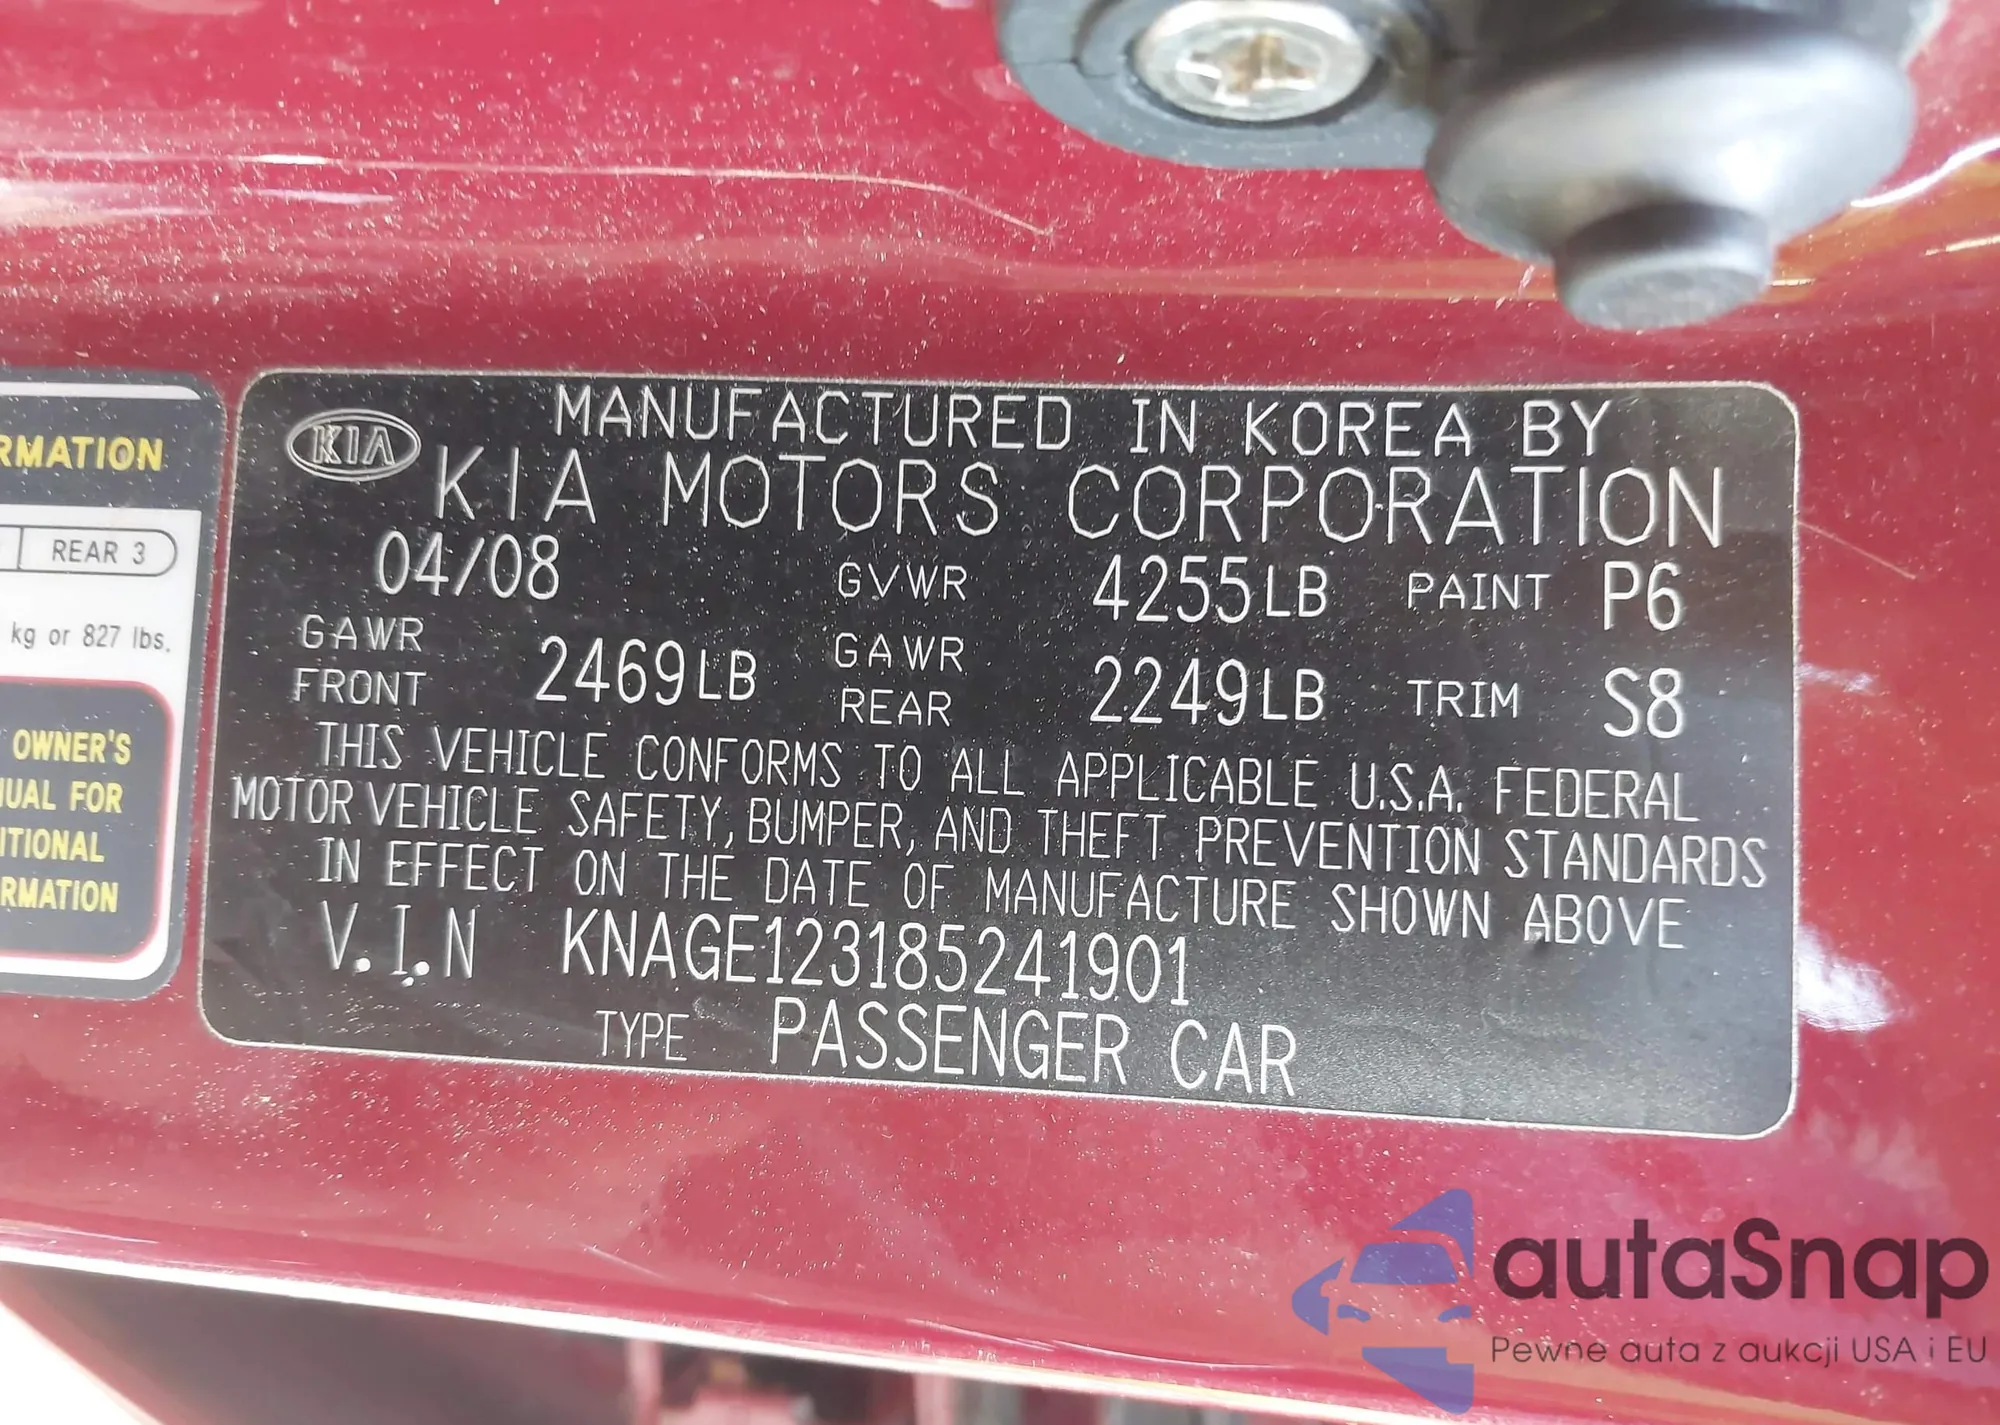 RMATION
REAR 3
kg or 827 lbs.
OWNER'S
UAL FOR
ITIONAL
RMATION
KIA
MANUFACTURED IN KOREA BY
KIA MOTORS CORPORATION
04/08 GVWR 4255LB PAINT P6
GAWR FRONT 2469LB GAWR REAR 2249LB TRIM S8
THIS VEHICLE CONFORMS TO ALL APPLICABLE U.S.A. FEDERAL
MOTOR VEHICLE SAFETY, BUMPER, AND THEFT PREVENTION STANDARDS
IN EFFECT ON THE DATE OF MANUFACTURE SHOWN ABOVE
V.I.N KNAGE123185241901
TYPE PASSENGER CAR
autaSnap
Pewne auta z aukcji USA i EU